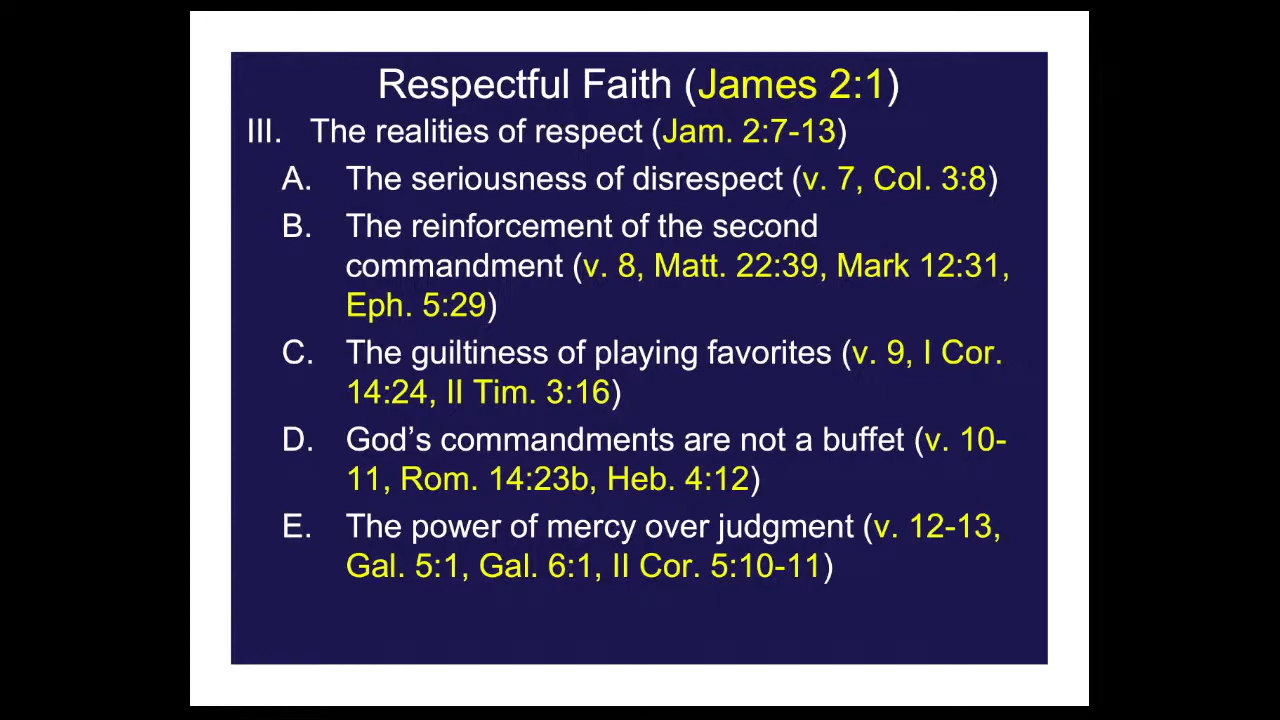 Respectful Faith (James 2:1)
III. The realities of respect (Jam. 2:7-13)
A. The seriousness of disrespect (v. 7, Col. 3:8)
B. The reinforcement of the second
commandment (v. 8, Matt. 22:39, Mark 12:31,
Eph. 5:29)
C. The guiltiness of playing favorites (v. 9, I Cor.
14:24, II Tim. 3:16)
D. God’s commandments are not a buffet (v. 10-
11, Rom. 14:23b, Heb. 4:12)
E. The power of mercy over judgment (v. 12-13,
Gal. 5:1, Gal. 6:1, II Cor. 5:10-11)